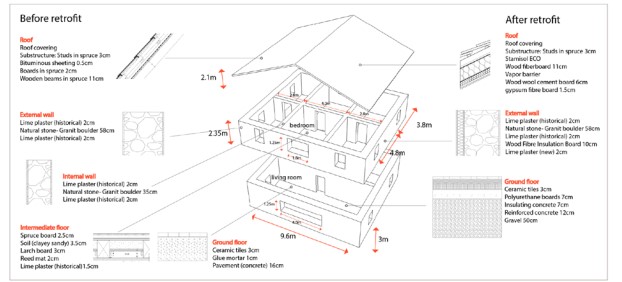 Before retrofit
After retrofit
Roof
Roof covering
Substructure: Studs in spruce 3cm
Bituminous sheeting 0.5cm
Boards in spruce 2cm
Wooden beams in spruce 11cm
Roof
Roof covering
Substructure: Studs in spruce 3cm
Stamisol ECO
Wood fiberboard 11cm
Vapor barrier
Wood wool cement board 6cm
gypsum fibre board 1.5cm
2.1m
External wall
Lime plaster (historical) 2cm
Natural stone- Granit boulder 58cm
Lime plaster (historical) 2cm
2.35m
bedroom
3.8m
4.8m
External wall
Lime plaster (historical) 2cm
Natural stone- Granit boulder 58cm
Lime plaster (historical) 2cm
Wood Fibre Insulation Board 10cm
Lime plaster (new) 2cm
Internal wall
Lime plaster (historical) 2cm
Natural stone- Granit boulder 35cm
Lime plaster (historical) 2cm
living room
Ground floor
Ceramic tiles 3cm
Polyurethane boards 7cm
Insulating concrete 7cm
Reinforced concrete 12cm
Gravel 50cm
Intermediate floor
Spruce board 2.5cm
Soil (clayey sandy) 3.5cm
Larch board 3cm
Reed mat 2cm
Lime plaster (historical)1.5cm
Ground floor
Ceramic tiles 3cm
Glue mortar 1cm
Pavement (concrete) 16cm
9.6m
3m